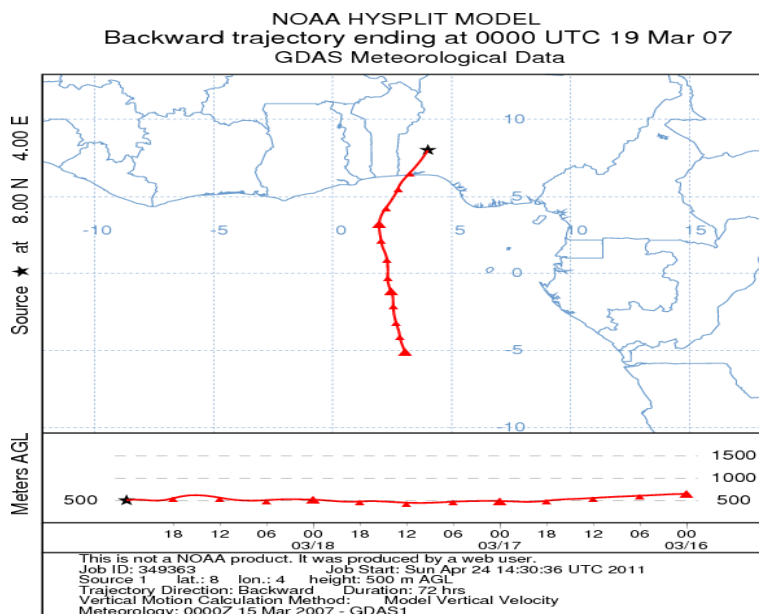 NOAA HYSPLIT MODEL
Backward trajectory ending at 0000 UTC 19 Mar 07
GDAS Meteorological Data
Source ★ at 8.00 N 4.00 E
10
5
-10 -5 0 5 10 15
0
-5
-10
Meters AGL
1500
1000
500 500
18 12 06 00 18 12 06 00 18 12 06 00
03/18 03/17 03/16
This is not a NOAA product. It was produced by a web user.
Job ID: 349363 Job Start: Sun Apr 24 14:30:36 UTC 2011
Source 1 lat.: 8 lon.: 4 height: 500 m AGL
Trajectory Direction: Backward Duration: 72 hrs
Vertical Motion Calculation Method: Model Vertical Velocity
Meteorology: 0000Z 15 Mar 2007 - GDAS1